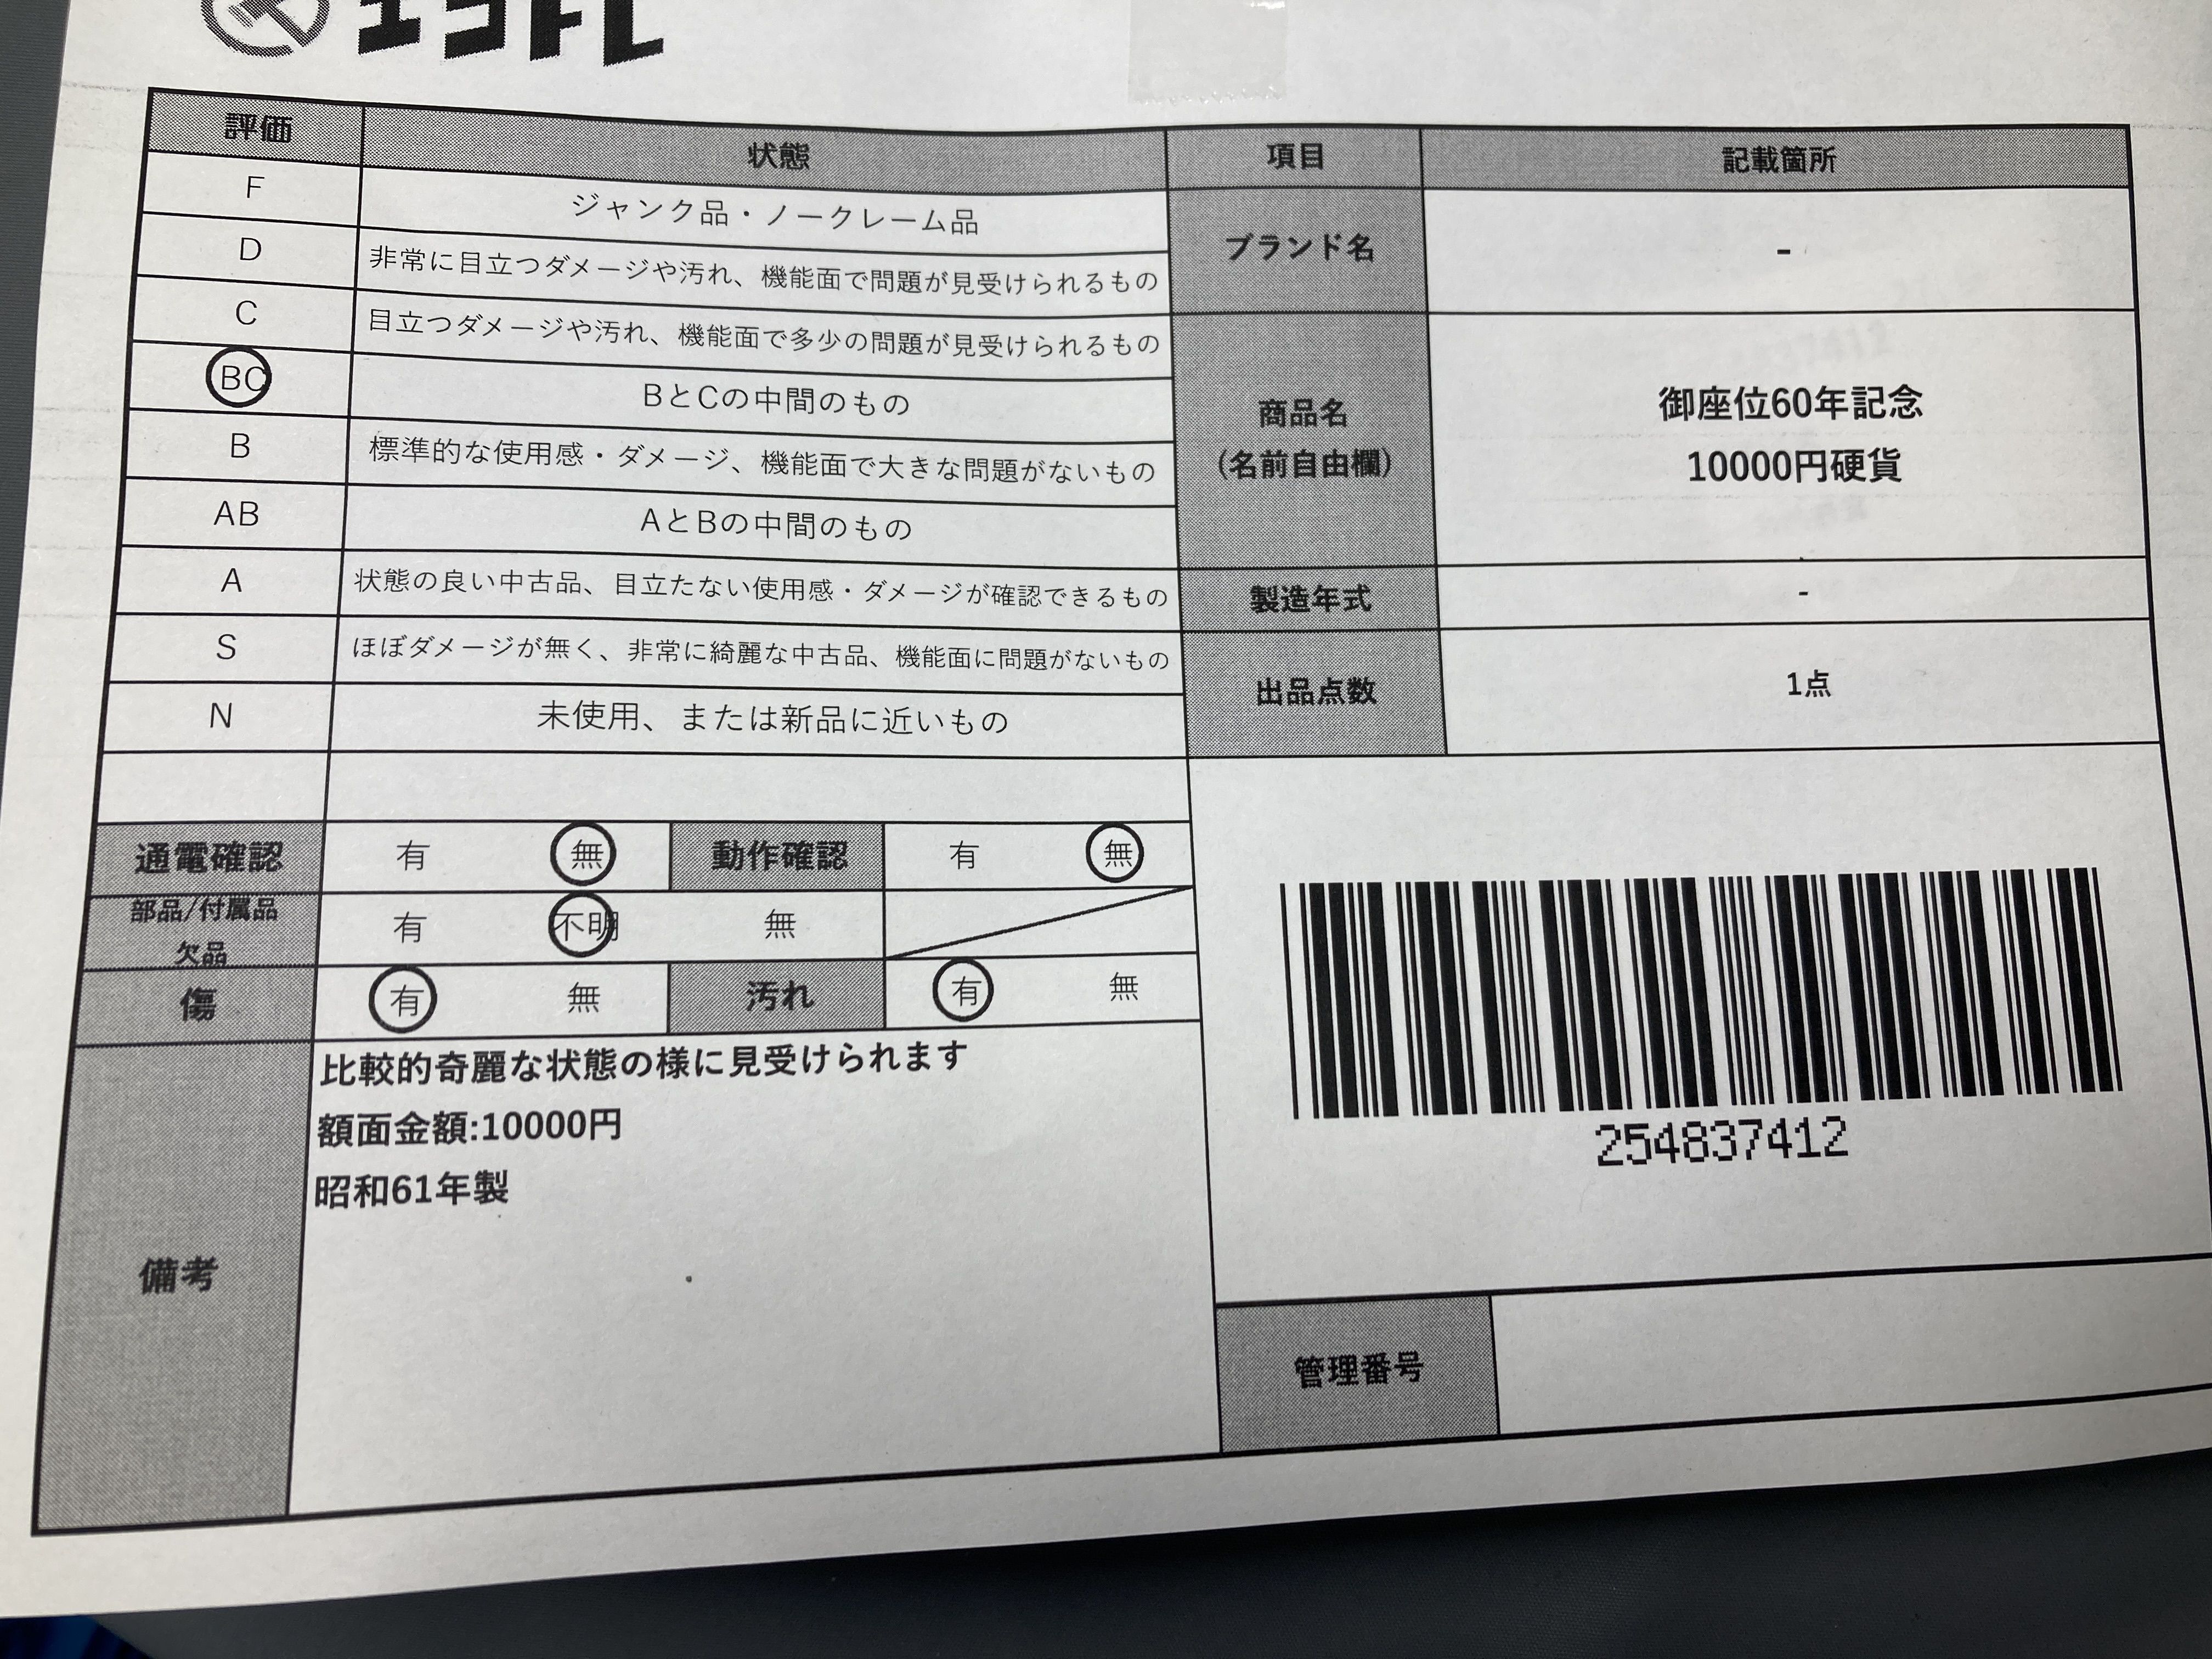 評価 状態 項目 記載箇所
F ジャンク品・ノークレーム品
D 非常に目立つダメージや汚れ、機能面で問題が見受けられるもの
C 目立つダメージや汚れ、機能面で多少の問題が見受けられるもの
BC BとCの中間のもの
B 標準的な使用感・ダメージ、機能面で大きな問題がないもの
AB AとBの中間のもの
A 状態の良い中古品、目立たない使用感・ダメージが確認できるもの
S ほぼダメージが無く、非常に綺麗な中古品、機能面に問題がないもの
N 未使用、または新品に近いもの
ブランド名 -
商品名
(名前自由欄)
御座位60年記念
10000円硬貨
製造年式 -
出品点数 1点
通電確認 有 無 動作確認 有 無
部品/付属品
欠品
有 不明 無
傷 有 無 汚れ 有 無
備考
比較的奇麗な状態の様に見受けられます
額面金額:10000円
昭和61年製
254837412
管理番号